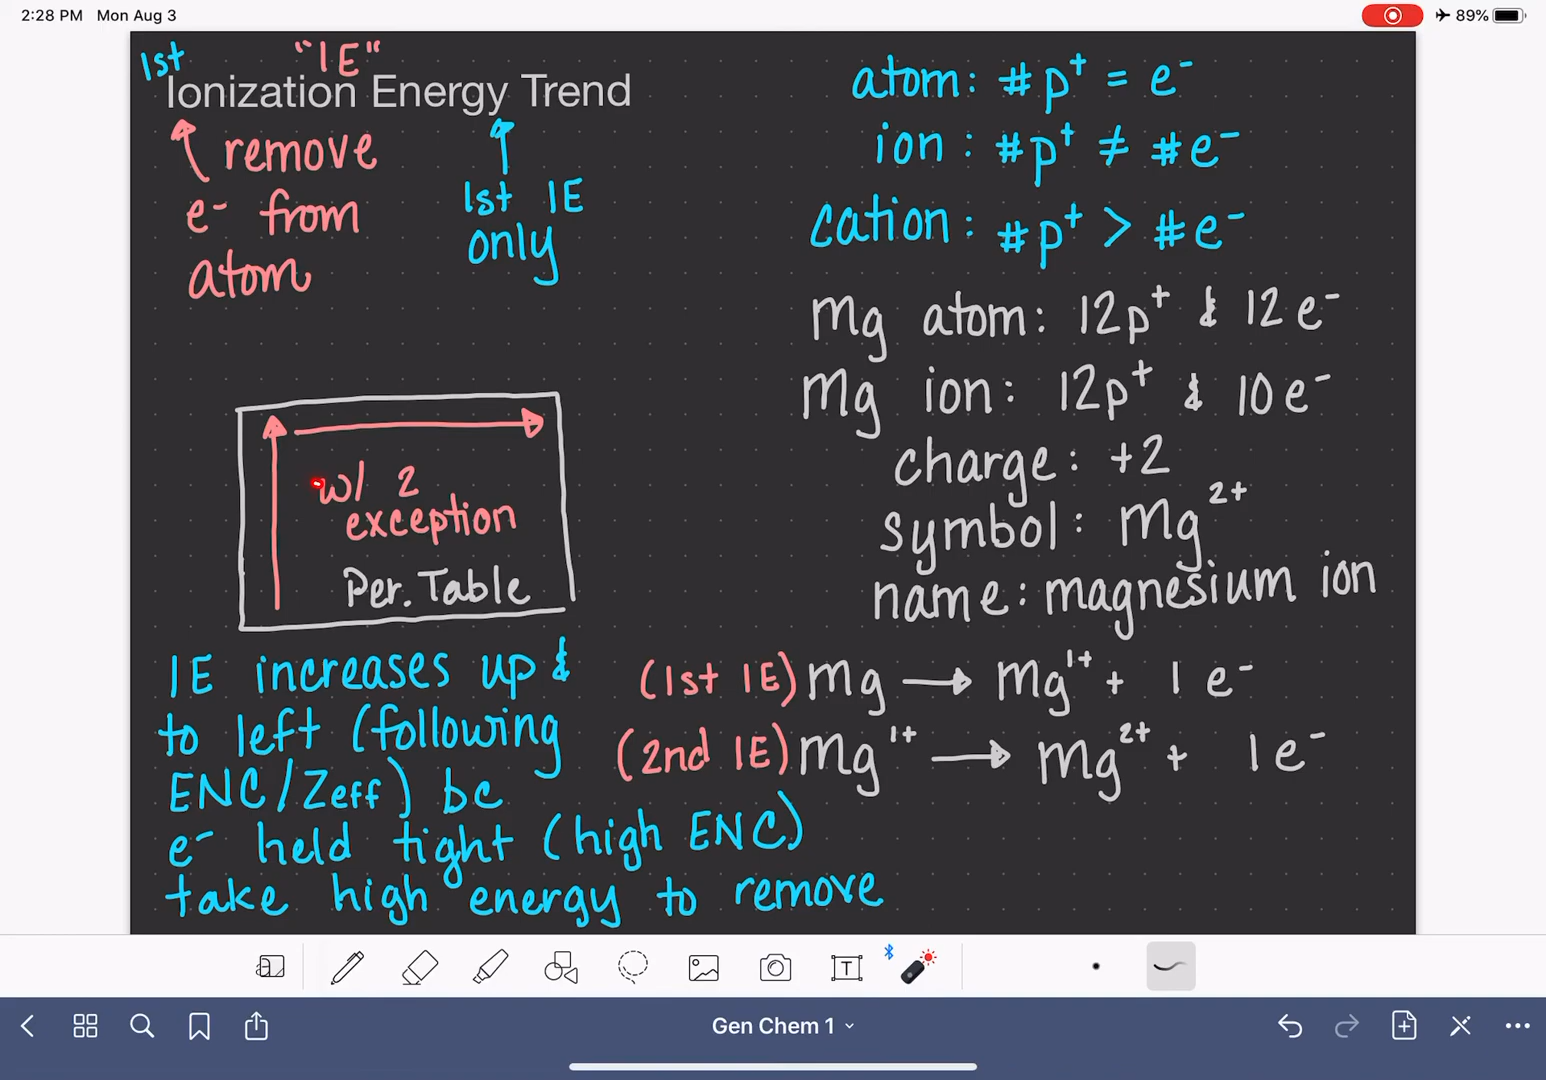 2:28 PM Mon Aug 3
89%
1st
"IE"
Ionization Energy Trend
remove
e⁻ from
atom
1st IE
only
w/ 2
exception
Per. Table
IE increases up &
to left (following
ENC/Zeff) bc
e⁻ held tight (high ENC)
take high energy to remove
atom: #p⁺ = e⁻
ion: #p⁺ ≠ #e⁻
cation: #p⁺ > #e⁻
Mg atom: 12p⁺ & 12e⁻
Mg ion: 12p⁺ & 10e⁻
charge: +2
symbol: Mg²⁺
name: magnesium ion
(1st IE) Mg → Mg¹⁺ + 1e⁻
(2nd IE) Mg¹⁺ → Mg²⁺ + 1e⁻
T
Gen Chem 1